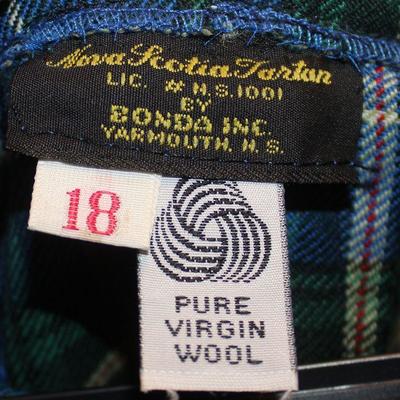 Nova Scotia Tartan
LIC. # N.S.1001
BY
BONDA INC.
YARMOUTH, N.S.
18
PURE
VIRGIN
WOOL